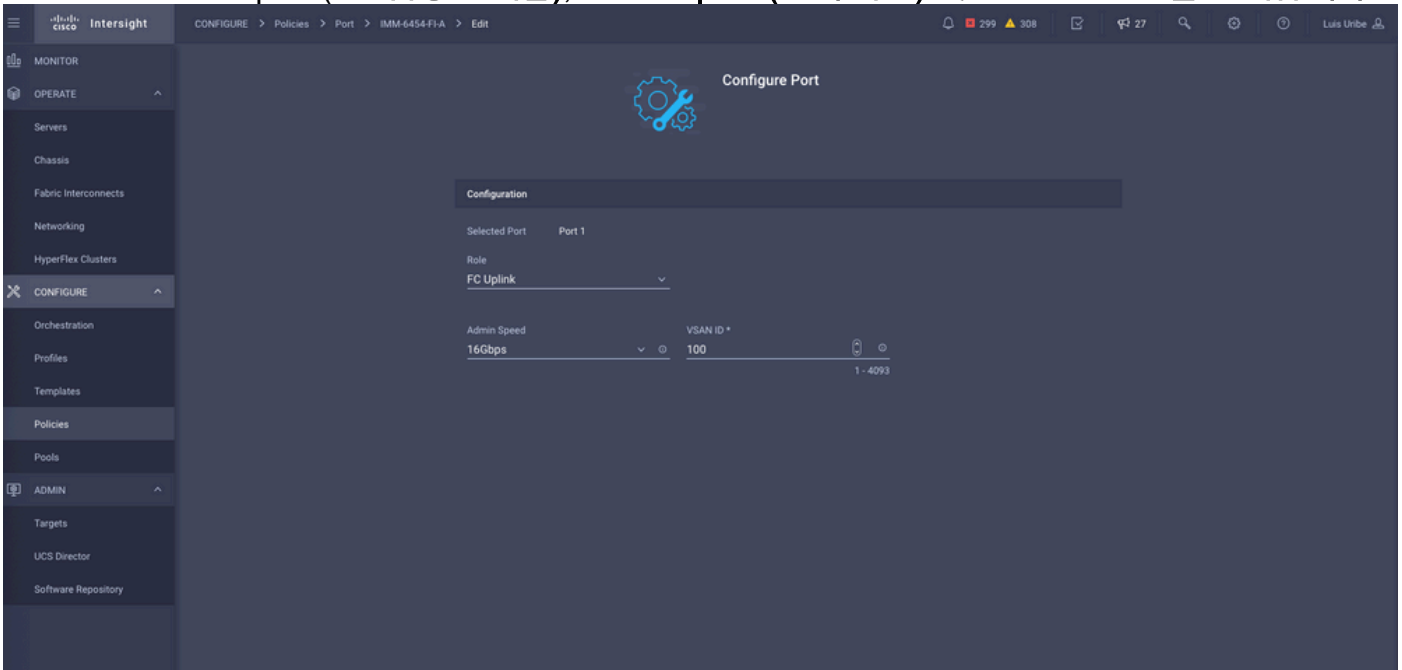 cisco Intersight
CONFIGURE > Policies > Port > IMM-6454-FI-A > Edit
299 308
27
Luis Uribe
MONITOR
OPERATE
Servers
Chassis
Fabric Interconnects
Networking
HyperFlex Clusters
CONFIGURE
Orchestration
Profiles
Templates
Policies
Pools
ADMIN
Targets
UCS Director
Software Repository
Configure Port
Configuration
Selected Port Port 1
Role
FC Uplink
Admin Speed
16Gbps
VSAN ID *
100
1 - 4093